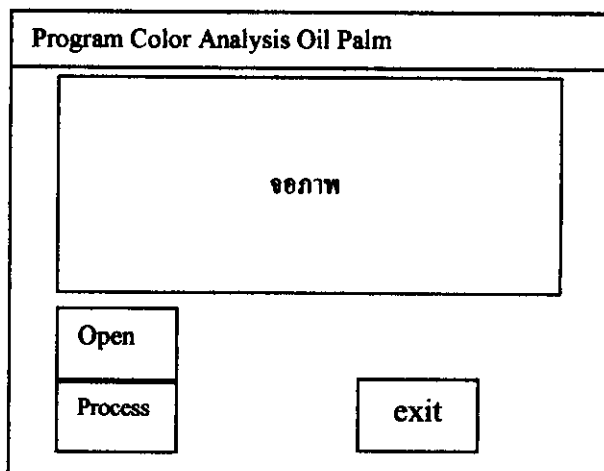 Program Color Analysis Oil Palm
จอภาพ
Open
Process
exit